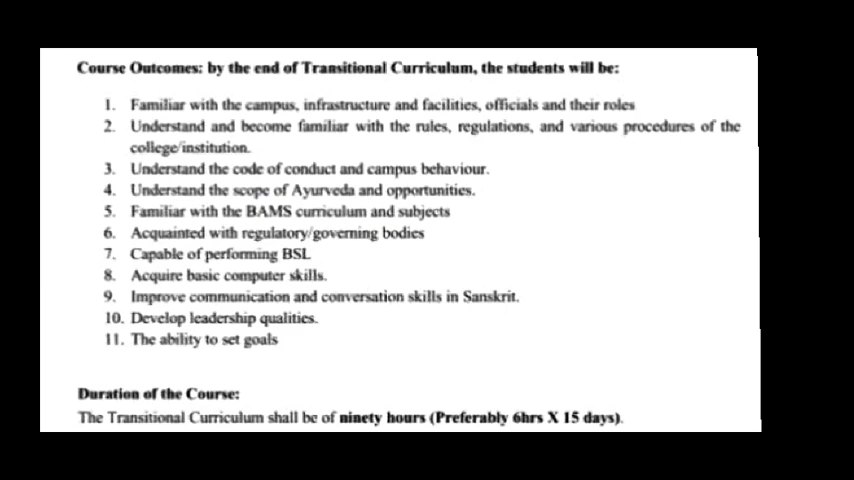 Course Outcomes: by the end of Transitional Curriculum, the students will be:
1. Familiar with the campus, infrastructure and facilities, officials and their roles
2. Understand and become familiar with the rules, regulations, and various procedures of the
college/institution.
3. Understand the code of conduct and campus behaviour.
4. Understand the scope of Ayurveda and opportunities.
5. Familiar with the BAMS curriculum and subjects
6. Acquainted with regulatory/governing bodies
7. Capable of performing BSL
8. Acquire basic computer skills.
9. Improve communication and conversation skills in Sanskrit.
10. Develop leadership qualities.
11. The ability to set goals
Duration of the Course:
The Transitional Curriculum shall be of ninety hours (Preferably 6hrs X 15 days).